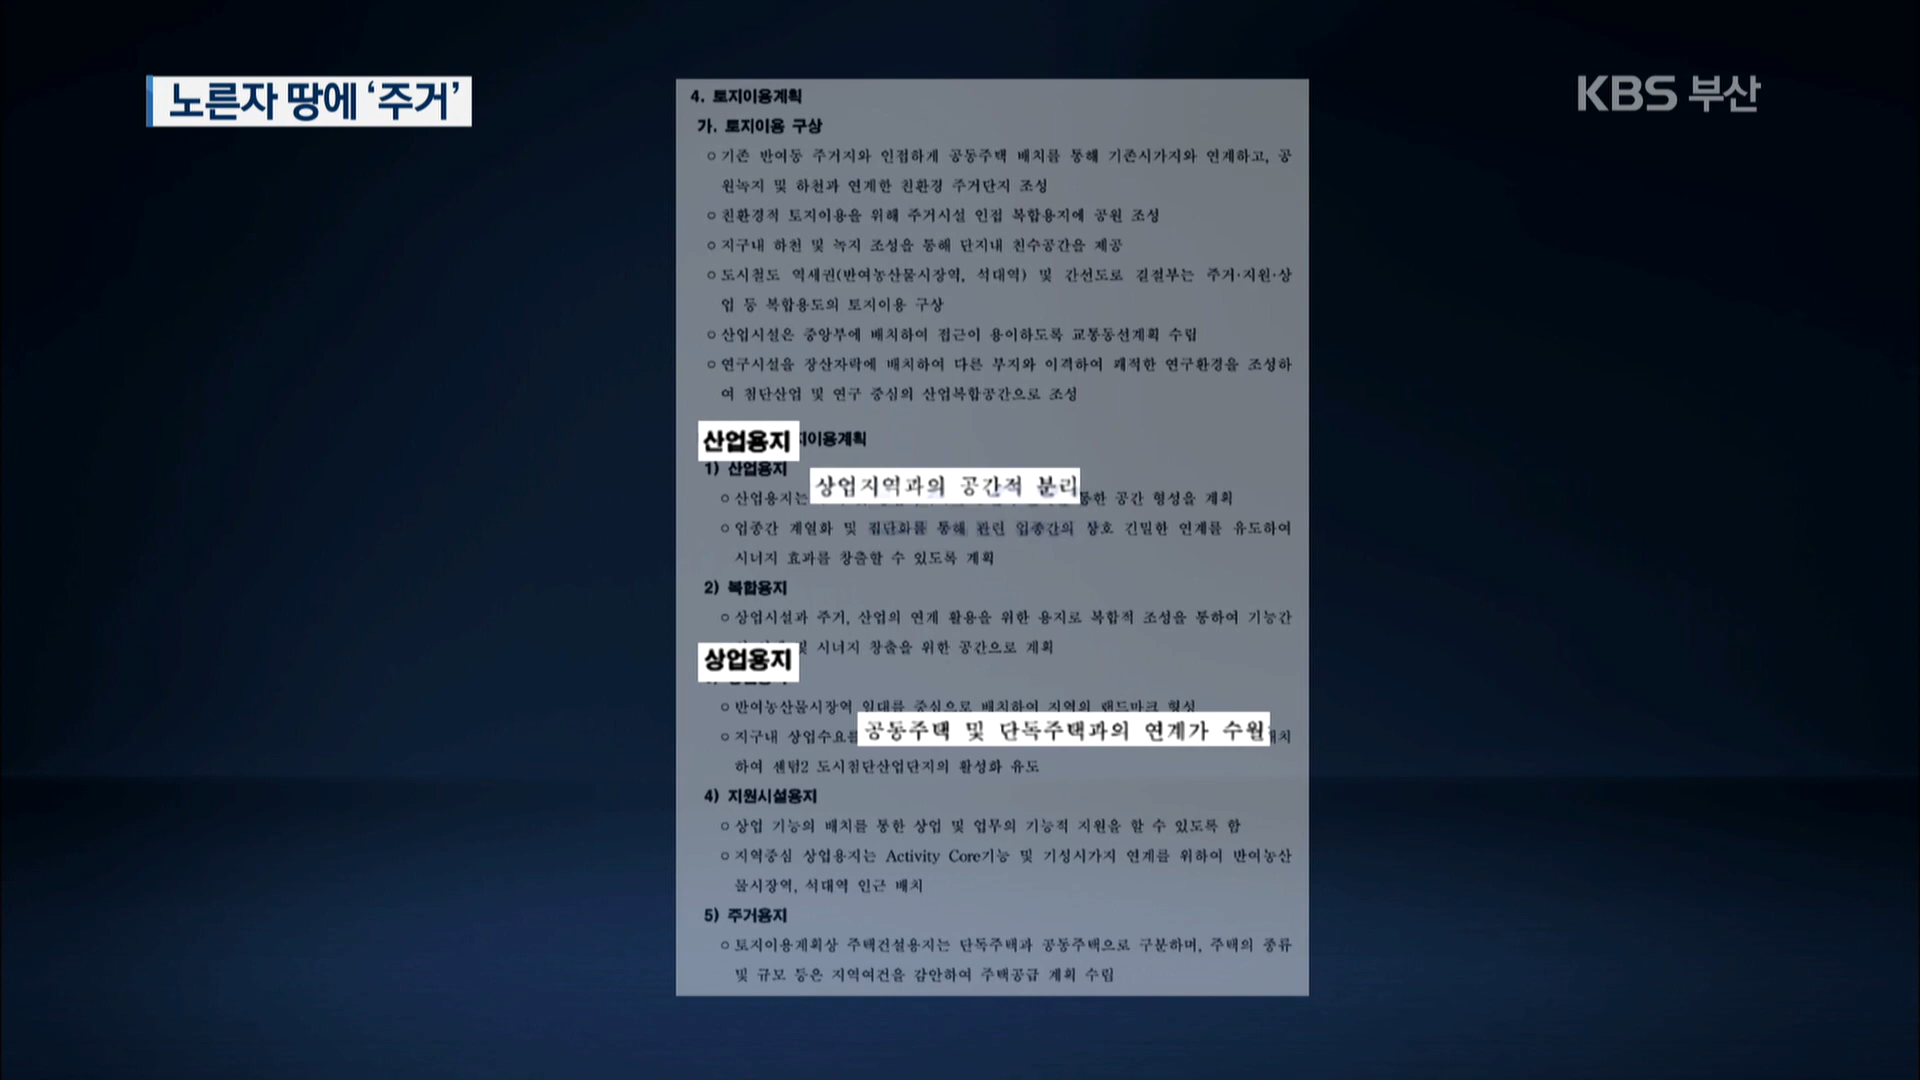 노른자 땅에 ‘주거’
KBS 부산
4. 토지이용계획
가. 토지이용 구상
○ 기존 반여동 주거지와 인접하게 공동주택 배치를 통해 기존시가지와 연계하고, 공
원녹지 및 하천과 연계한 친환경 주거단지 조성
○ 친환경적 토지이용을 위해 주거시설 인접 복합용지에 공원 조성
○ 지구내 하천 및 녹지 조성을 통해 단지내 친수공간을 제공
○ 도시철도 역세권(반여농산물시장역, 석대역) 및 간선도로 결절부는 주거·지원·상
업 등 복합용도의 토지이용 구상
○ 산업시설은 중앙부에 배치하여 접근이 용이하도록 교통동선계획 수립
○ 연구시설을 장산자락에 배치하여 다른 부지와 이격하여 쾌적한 연구환경을 조성하
여 첨단산업 및 연구 중심의 산업복합공간으로 조성
산업용지 지이용계획
1) 산업용지
상업지역과의 공간적 분리
○ 산업용지는 통한 공간 형성을 계획
○ 업종간 계열화 및 집단화를 통해 관련 업종간의 상호 긴밀한 연계를 유도하여
시너지 효과를 창출할 수 있도록 계획
2) 복합용지
○ 상업시설과 주거, 산업의 연계 활용을 위한 용지로 복합적 조성을 통하여 기능간
및 시너지 창출을 위한 공간으로 계획
상업용지
○ 반여농산물시장역 일대를 중심으로 배치하여 지역의 랜드마크 형성
공동주택 및 단독주택과의 연계가 수월
○ 지구내 상업수요를 배치
하여 센텀2 도시첨단산업단지의 활성화 유도
4) 지원시설용지
○ 상업 기능의 배치를 통한 상업 및 업무의 기능적 지원을 할 수 있도록 함
○ 지역중심 상업용지는 Activity Core기능 및 기성시가지 연계를 위하여 반여농산
물시장역, 석대역 인근 배치
5) 주거용지
○ 토지이용계획상 주택건설용지는 단독주택과 공동주택으로 구분하며, 주택의 종류
및 규모 등은 지역여건을 감안하여 주택공급 계획 수립